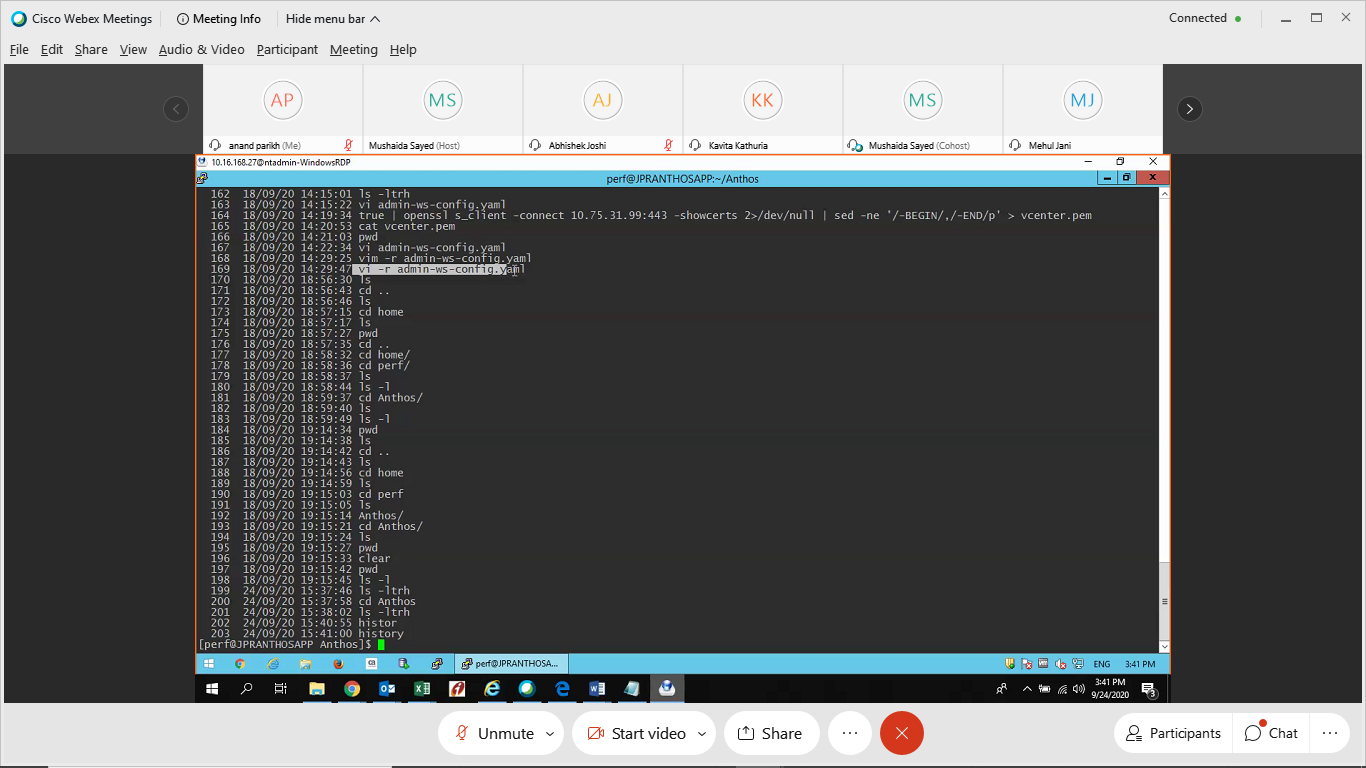 Cisco Webex Meetings Meeting Info Hide menu bar Connected
File Edit Share View Audio & Video Participant Meeting Help
AP MS AJ KK MS MJ
anand parikh (Me) Mushaida Sayed (Host) Abhishek Joshi Kavita Kathuria Mushaida Sayed (Cohost) Mehul Jani
10.16.168.27@ntadmin-WindowsRDP
perf@JPRANTHOSAPP:~/Anthos
162 18/09/20 14:15:01 ls -ltrh
163 18/09/20 14:15:22 vi admin-ws-config.yaml
164 18/09/20 14:19:34 true | openssl s_client -connect 10.75.31.99:443 -showcerts 2>/dev/null | sed -ne '/-BEGIN/,/-END/p' > vcenter.pem
165 18/09/20 14:20:53 cat vcenter.pem
166 18/09/20 14:21:03 pwd
167 18/09/20 14:22:34 vi admin-ws-config.yaml
168 18/09/20 14:29:25 vim -r admin-ws-config.yaml
169 18/09/20 14:29:47 vi -r admin-ws-config.yaml
170 18/09/20 18:56:30 ls
171 18/09/20 18:56:43 cd ..
172 18/09/20 18:56:46 ls
173 18/09/20 18:57:15 cd home
174 18/09/20 18:57:17 ls
175 18/09/20 18:57:27 pwd
176 18/09/20 18:57:35 cd ..
177 18/09/20 18:58:32 cd home/
178 18/09/20 18:58:36 cd perf/
179 18/09/20 18:58:37 ls
180 18/09/20 18:58:44 ls -l
181 18/09/20 18:59:37 cd Anthos/
182 18/09/20 18:59:40 ls
183 18/09/20 18:59:49 ls -l
184 18/09/20 19:14:34 pwd
185 18/09/20 19:14:38 ls
186 18/09/20 19:14:42 cd ..
187 18/09/20 19:14:43 ls
188 18/09/20 19:14:56 cd home
189 18/09/20 19:14:59 ls
190 18/09/20 19:15:03 cd perf
191 18/09/20 19:15:05 ls
192 18/09/20 19:15:14 Anthos/
193 18/09/20 19:15:21 cd Anthos/
194 18/09/20 19:15:24 ls
195 18/09/20 19:15:27 pwd
196 18/09/20 19:15:33 clear
197 18/09/20 19:15:42 pwd
198 18/09/20 19:15:45 ls -l
199 24/09/20 15:37:46 ls -ltrh
200 24/09/20 15:37:58 cd Anthos
201 24/09/20 15:38:02 ls -ltrh
202 24/09/20 15:40:55 histor
203 24/09/20 15:41:00 history
[perf@JPRANTHOSAPP Anthos]$
perf@JPRANTHOSA... ENG 3:41 PM
3:41 PM
9/24/2020
3
Unmute Start video Share Participants Chat